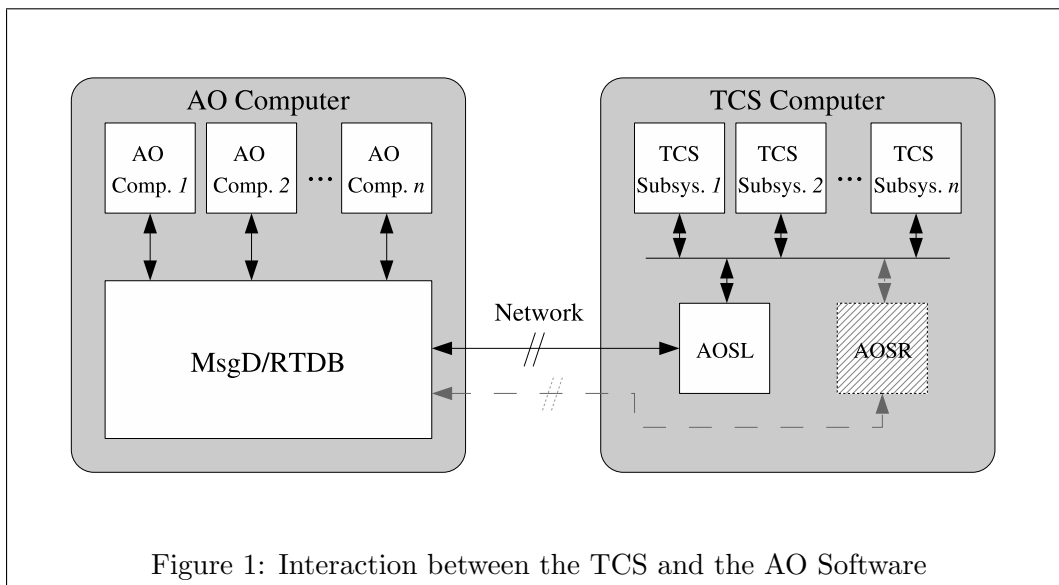 AO Computer
AO
Comp. 1
AO
Comp. 2
...
AO
Comp. n
MsgD/RTDB
Network
TCS Computer
TCS
Subsys. 1
TCS
Subsys. 2
...
TCS
Subsys. n
AOSL
AOSR
Figure 1: Interaction between the TCS and the AO Software